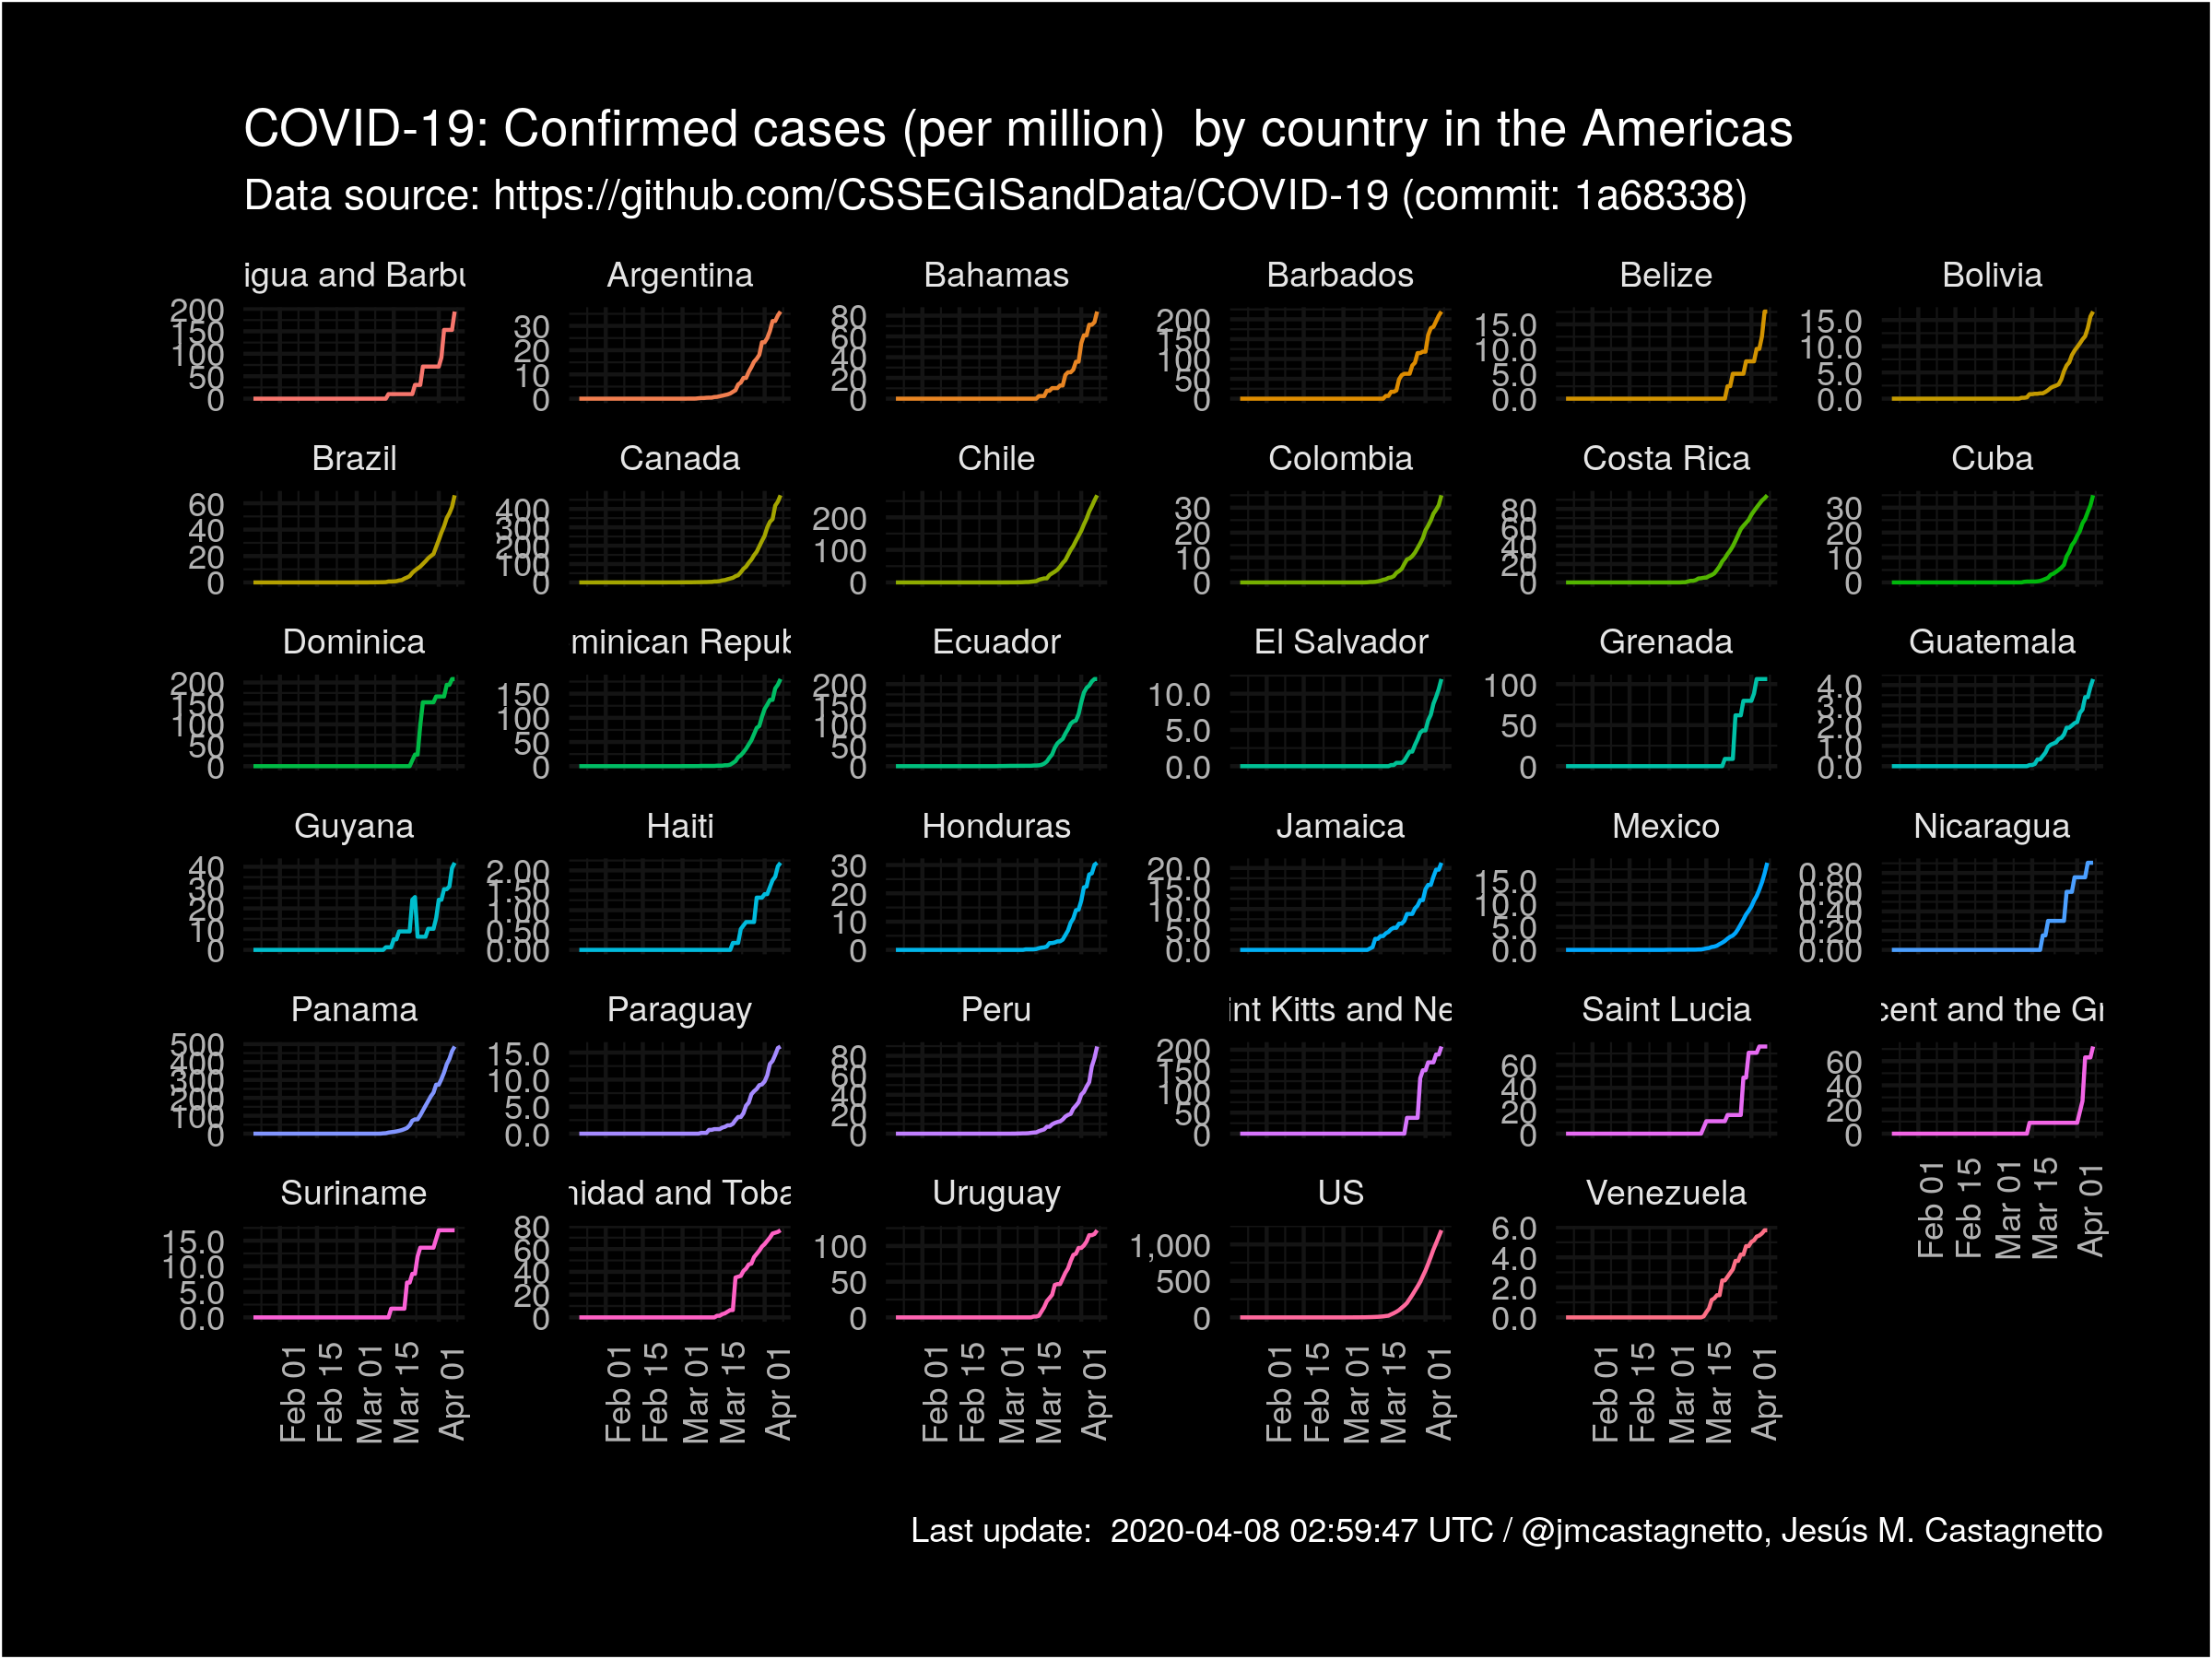 COVID-19: Confirmed cases (per million)  by country in the Americas
Data source: https://github.com/CSSEGISandData/COVID-19 (commit: 1a68338)
igua and Barbu
200
150
100
50
0
Argentina
30
20
10
0
Bahamas
80
60
40
20
0
Barbados
200
150
100
50
0
Belize
15.0
10.0
5.0
0.0
Bolivia
15.0
10.0
5.0
0.0
Brazil
60
40
20
0
Canada
400
300
200
100
0
Chile
200
100
0
Colombia
30
20
10
0
Costa Rica
80
60
40
20
0
Cuba
30
20
10
0
Dominica
200
150
100
50
0
minican Repub
150
100
50
0
Ecuador
200
150
100
50
0
El Salvador
10.0
5.0
0.0
Grenada
100
50
0
Guatemala
4.0
3.0
2.0
1.0
0.0
Guyana
40
30
20
10
0
Haiti
2.00
1.50
1.00
0.50
0.00
Honduras
30
20
10
0
Jamaica
20.0
15.0
10.0
5.0
0.0
Mexico
15.0
10.0
5.0
0.0
Nicaragua
0.80
0.60
0.40
0.20
0.00
Panama
500
400
300
200
100
0
Paraguay
15.0
10.0
5.0
0.0
Peru
80
60
40
20
0
int Kitts and Ne
200
150
100
50
0
Saint Lucia
60
40
20
0
cent and the Gr
60
40
20
0
Feb 01
Feb 15
Mar 01
Mar 15
Apr 01
Suriname
15.0
10.0
5.0
0.0
Feb 01
Feb 15
Mar 01
Mar 15
Apr 01
nidad and Toba
80
60
40
20
0
Feb 01
Feb 15
Mar 01
Mar 15
Apr 01
Uruguay
100
50
0
Feb 01
Feb 15
Mar 01
Mar 15
Apr 01
US
1,000
500
0
Feb 01
Feb 15
Mar 01
Mar 15
Apr 01
Venezuela
6.0
4.0
2.0
0.0
Feb 01
Feb 15
Mar 01
Mar 15
Apr 01
Last update:  2020-04-08 02:59:47 UTC / @jmcastagnetto, Jesús M. Castagnetto